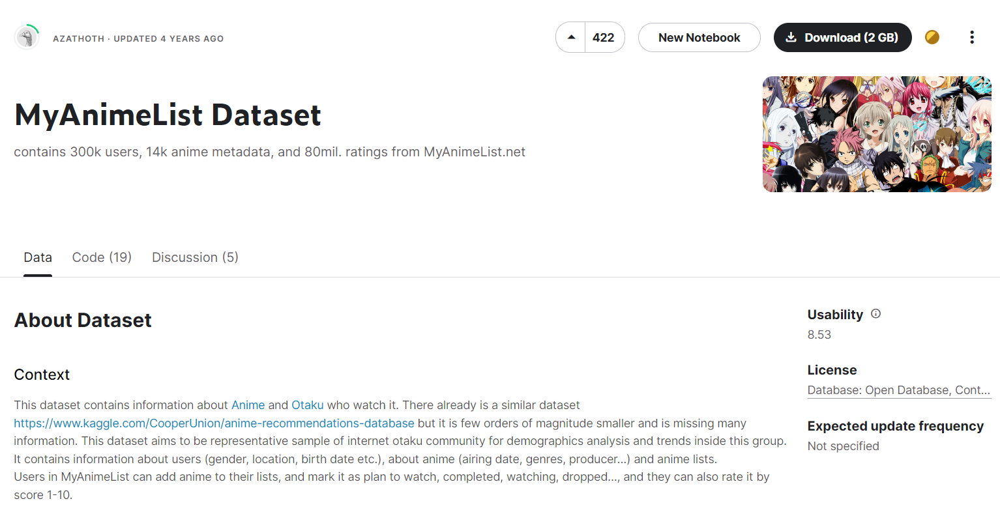 AZATHOTH · UPDATED 4 YEARS AGO
422
New Notebook
Download (2 GB)
MyAnimeList Dataset
contains 300k users, 14k anime metadata, and 80mil. ratings from MyAnimeList.net
Data
Code (19)
Discussion (5)
About Dataset
Context
This dataset contains information about Anime and Otaku who watch it. There already is a similar dataset
https://www.kaggle.com/CooperUnion/anime-recommendations-database but it is few orders of magnitude smaller and is missing many
information. This dataset aims to be representative sample of internet otaku community for demographics analysis and trends inside this group.
It contains information about users (gender, location, birth date etc.), about anime (airing date, genres, producer...) and anime lists.
Users in MyAnimeList can add anime to their lists, and mark it as plan to watch, completed, watching, dropped..., and they can also rate it by
score 1-10.
Usability
8.53
License
Database: Open Database, Cont...
Expected update frequency
Not specified